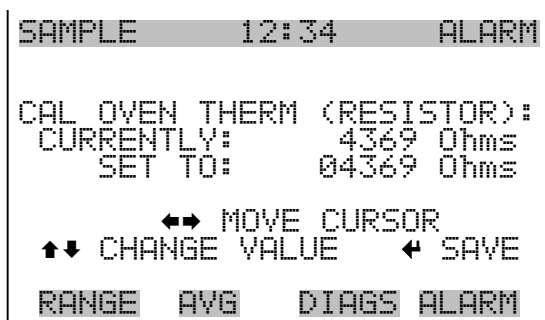 SAMPLE 12:34 ALARM
CAL OVEN THERM (RESISTOR):
CURRENTLY: 4369 Ohms
SET TO: 04369 Ohms
⬅➡ MOVE CURSOR
⬆⬇ CHANGE VALUE ↵ SAVE
RANGE AVG DIAGS ALARM